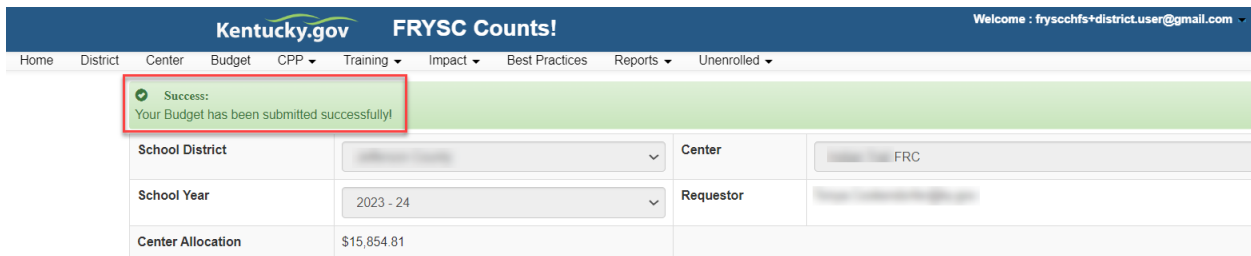 Kentucky.gov FRYSC Counts! Welcome : fryscchfs+district.user@gmail.com
Home District Center Budget CPP Training Impact Best Practices Reports Unenrolled
Success:
Your Budget has been submitted successfully!
School District Center FRC
School Year 2023 - 24 Requestor
Center Allocation $15,854.81